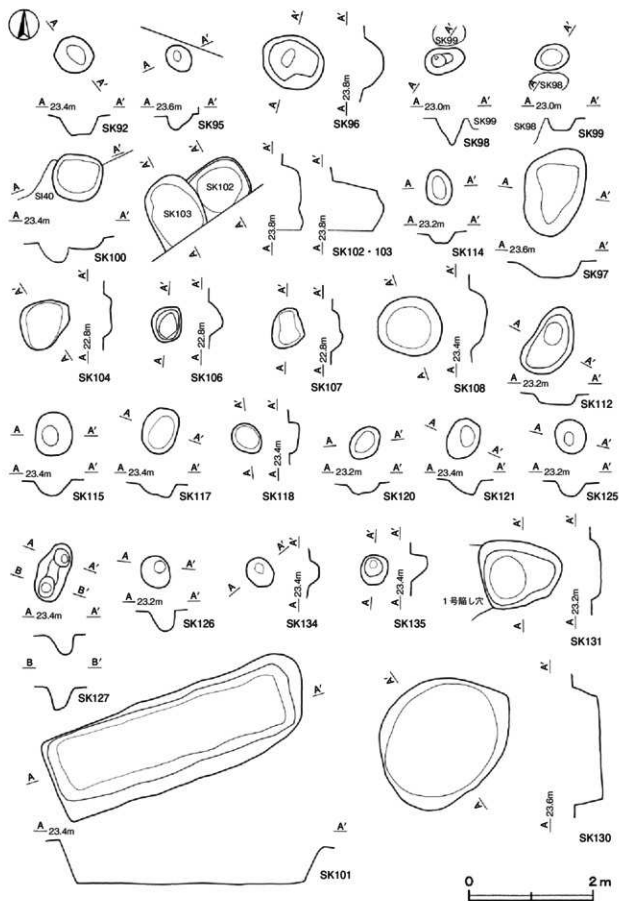 A A' A A' A' A SK99 A' A A'
A SK98
A 23.4m A' SK92
A 23.6m A' SK95
A 23.8m A' SK96
A 23.0m A' SK99 SK98
A 23.0m A' SK98 SK99
A SI40 A'
A 23.4m A' SK100
A' A' SK102 SK103 A A
A 23.8m A' A 23.8m A' SK102・103
A A'
A 23.2m A' SK114
A A'
A 23.6m A' SK97
A' A
A 22.8m A' SK104
A' A
A 22.8m A' SK106
A' A
A 22.8m A' SK107
A' A
A 23.4m A' SK108
A A'
A 23.2m A' SK112
A A'
A 23.4m A' SK115
A A'
A 23.4m A' SK117
A' A
A 23.4m A' SK118
A A'
A 23.2m A' SK120
A A'
A 23.4m A' SK121
A A'
A 23.2m A' SK125
A A'
B B'
A 23.4m A'
B B' SK127
A A'
A 23.2m A' SK126
A A'
A 23.4m A' SK134
A' A
A 23.4m A' SK135
A' A
1号陥し穴
A 23.2m A' SK131
A A'
A 23.4m A' SK101
A' A
A 23.6m A' SK130
0 2m